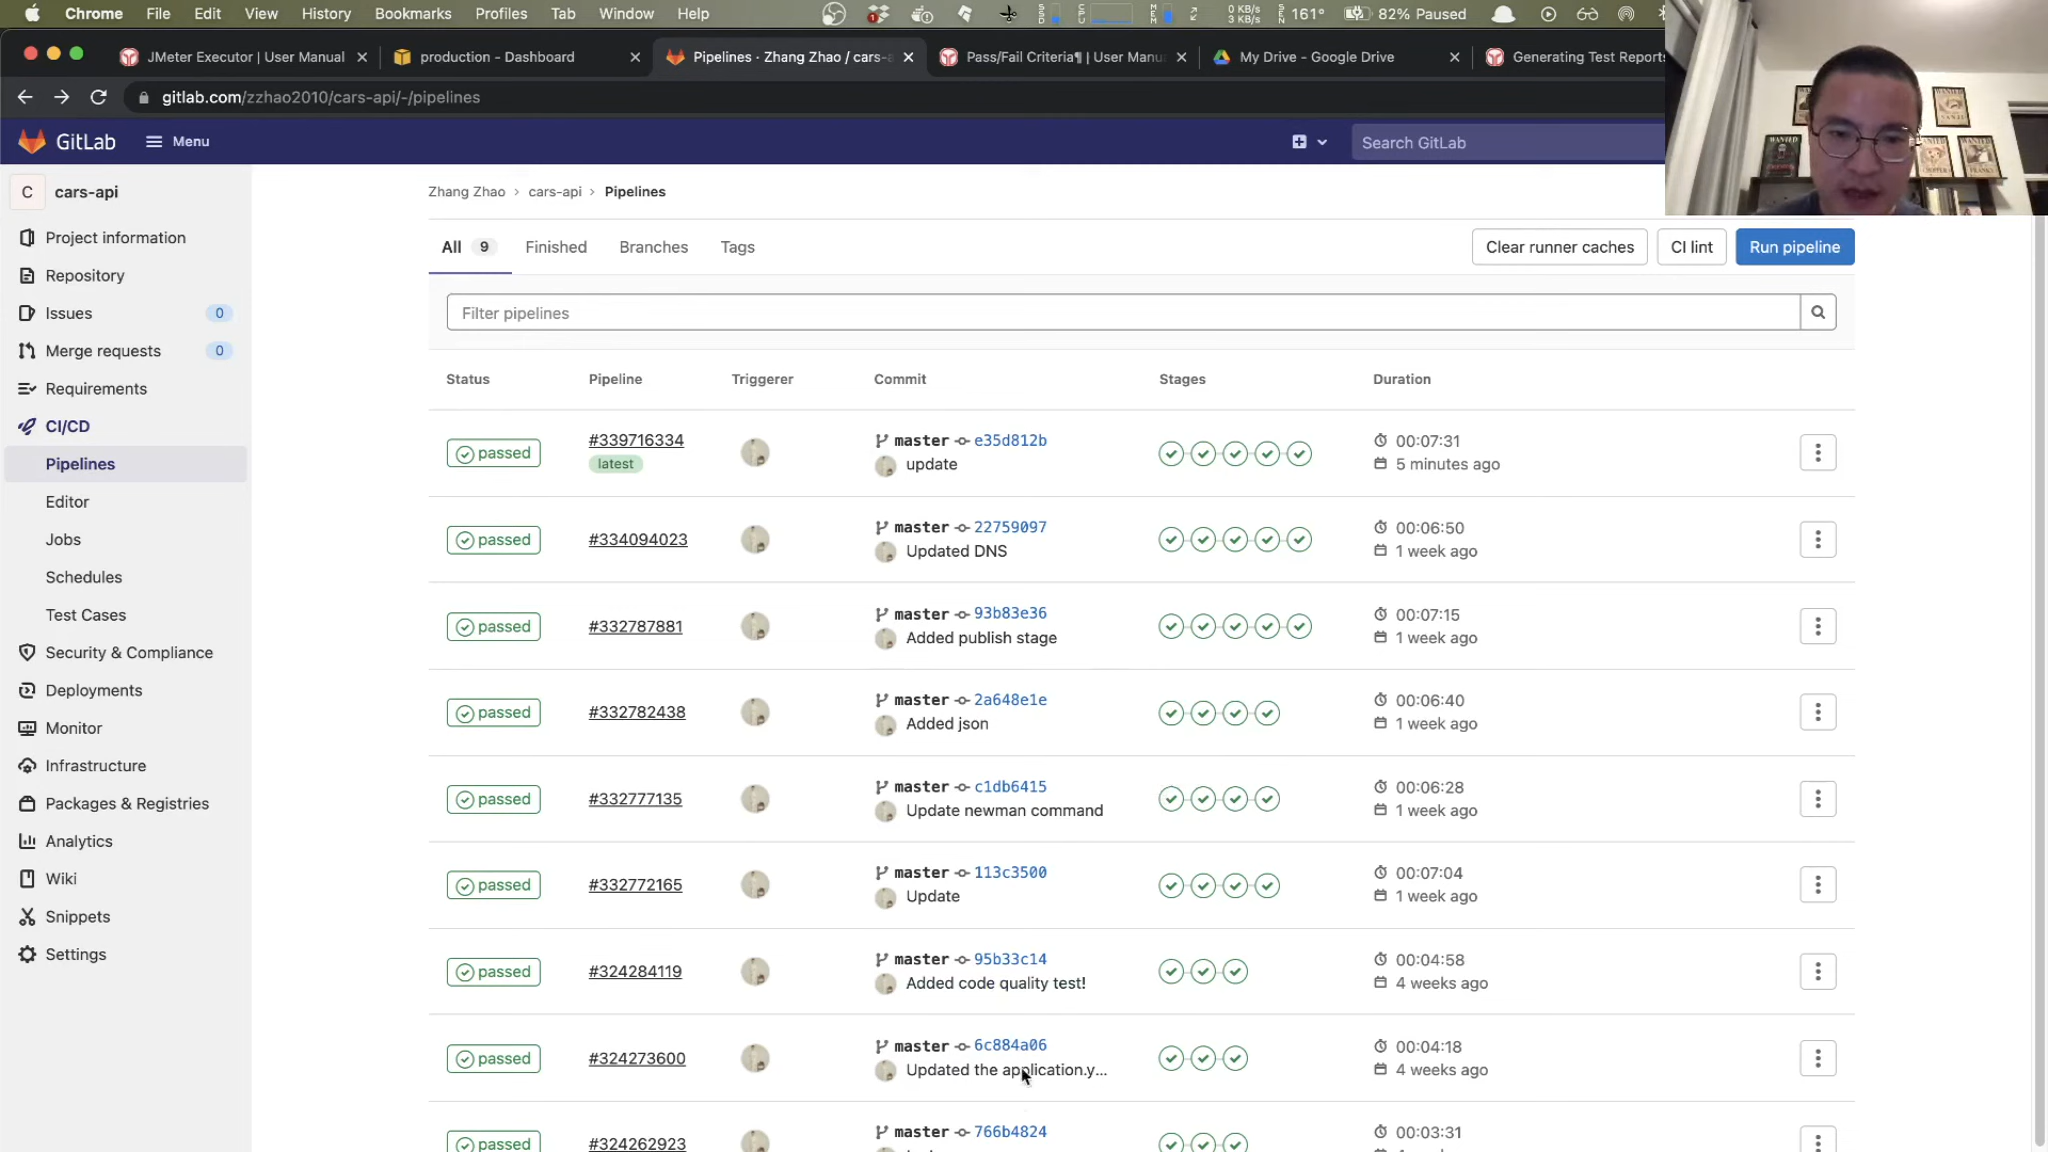 Chrome File Edit View History Bookmarks Profiles Tab Window Help 0 KB/s 3 KB/s 161° 82% Paused
JMeter Executor | User Manual production - Dashboard Pipelines · Zhang Zhao / cars-a Pass/Fail Criteria¶ | User Manu My Drive - Google Drive Generating Test Reports
gitlab.com/zzhao2010/cars-api/-/pipelines
GitLab Menu Search GitLab
C cars-api
Project information
Repository
Issues 0
Merge requests 0
Requirements
CI/CD
Pipelines
Editor
Jobs
Schedules
Test Cases
Security & Compliance
Deployments
Monitor
Infrastructure
Packages & Registries
Analytics
Wiki
Snippets
Settings
Zhang Zhao › cars-api › Pipelines
All 9 Finished Branches Tags Clear runner caches CI lint Run pipeline
Filter pipelines
Status Pipeline Triggerer Commit Stages Duration
passed #339716334 master e35d812b 00:07:31
latest update 5 minutes ago
passed #334094023 master 22759097 00:06:50
Updated DNS 1 week ago
passed #332787881 master 93b83e36 00:07:15
Added publish stage 1 week ago
passed #332782438 master 2a648e1e 00:06:40
Added json 1 week ago
passed #332777135 master c1db6415 00:06:28
Update newman command 1 week ago
passed #332772165 master 113c3500 00:07:04
Update 1 week ago
passed #324284119 master 95b33c14 00:04:58
Added code quality test! 4 weeks ago
passed #324273600 master 6c884a06 00:04:18
Updated the application.y... 4 weeks ago
passed #324262923 master 766b4824 00:03:31